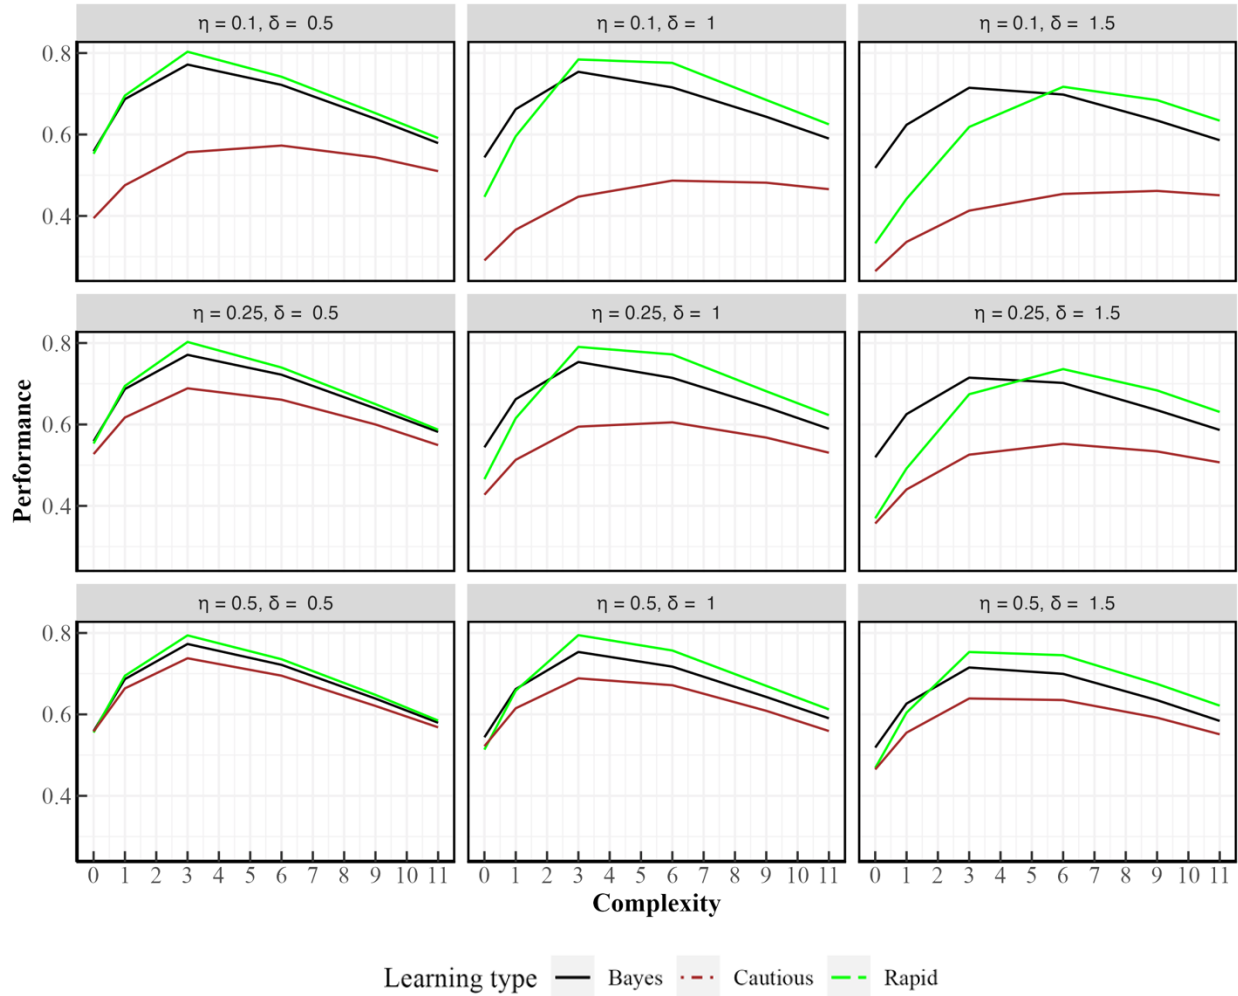 η = 0.1, δ = 0.5
η = 0.1, δ = 1
η = 0.1, δ = 1.5
0.8
0.6
0.4
η = 0.25, δ = 0.5
η = 0.25, δ = 1
η = 0.25, δ = 1.5
0.8
0.6
0.4
Performance
η = 0.5, δ = 0.5
η = 0.5, δ = 1
η = 0.5, δ = 1.5
0.8
0.6
0.4
0 1 2 3 4 5 6 7 8 9 10 11
0 1 2 3 4 5 6 7 8 9 10 11
0 1 2 3 4 5 6 7 8 9 10 11
Complexity
Learning type Bayes Cautious Rapid